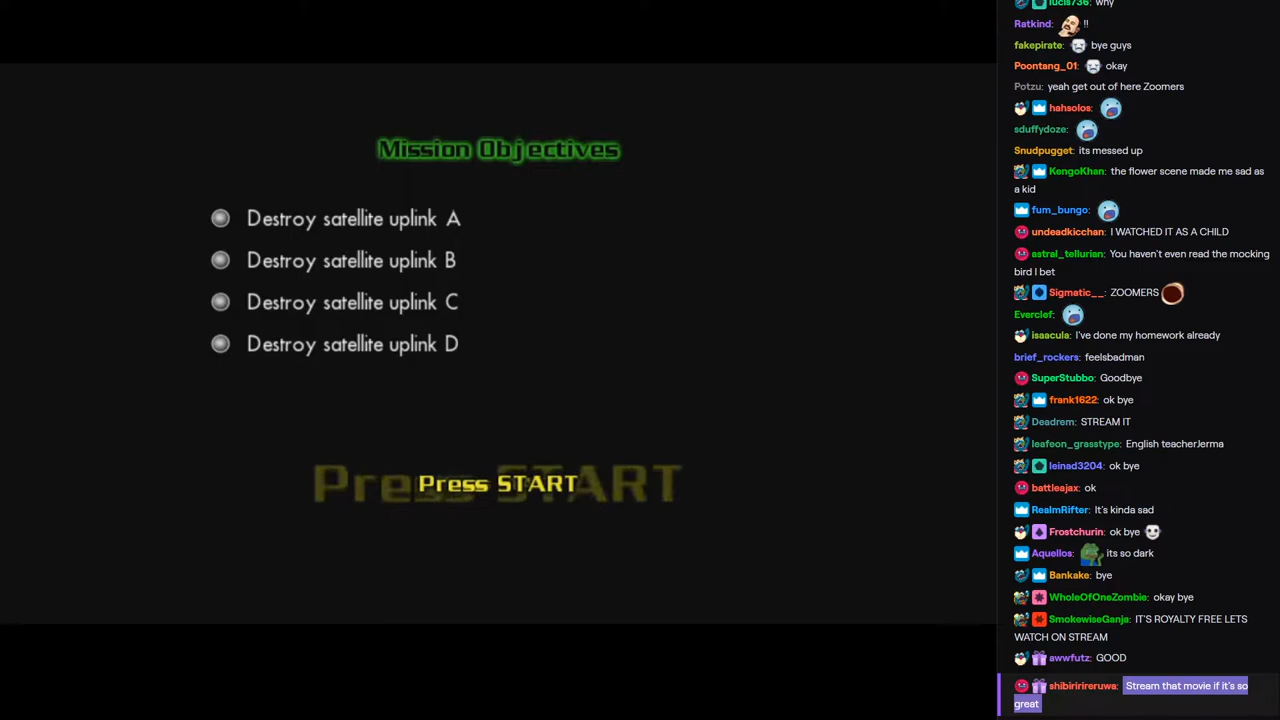 Mission Objectives
Destroy satellite uplink A
Destroy satellite uplink B
Destroy satellite uplink C
Destroy satellite uplink D
Press START
Press START
lucis736: why
Ratkind: !!
fakepirate: bye guys
Poontang_01: okay
Potzu: yeah get out of here Zoomers
hahsolos:
sduffydoze:
Snudpugget: its messed up
KengoKhan: the flower scene made me sad as
a kid
fum_bungo:
undeadkicchan: I WATCHED IT AS A CHILD
astral_tellurian: You haven't even read the mocking
bird I bet
Sigmatic__: ZOOMERS
Everclef:
isaacula: I've done my homework already
brief_rockers: feelsbadman
SuperStubbo: Goodbye
frank1622: ok bye
Deadrem: STREAM IT
leafeon_grasstype: English teacherJerma
leinad3204: ok bye
battleajax: ok
RealmRifter: It's kinda sad
Frostchurin: ok bye
Aquellos: its so dark
Bankake: bye
WholeOfOneZombie: okay bye
SmokewiseGanja: IT'S ROYALTY FREE LETS
WATCH ON STREAM
awwfutz: GOOD
shibiririreruwa: Stream that movie if it's so
great